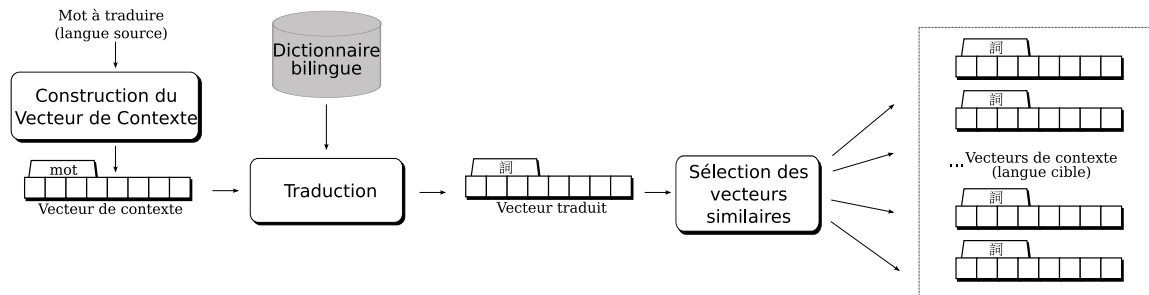 Mot à traduire
(langue source)
Construction du
Vecteur de Contexte
mot
Vecteur de contexte
Dictionnaire
bilingue
Traduction
詞
Vecteur traduit
Sélection des
vecteurs
similaires
詞
詞
...Vecteurs de contexte
(langue cible)
詞
詞